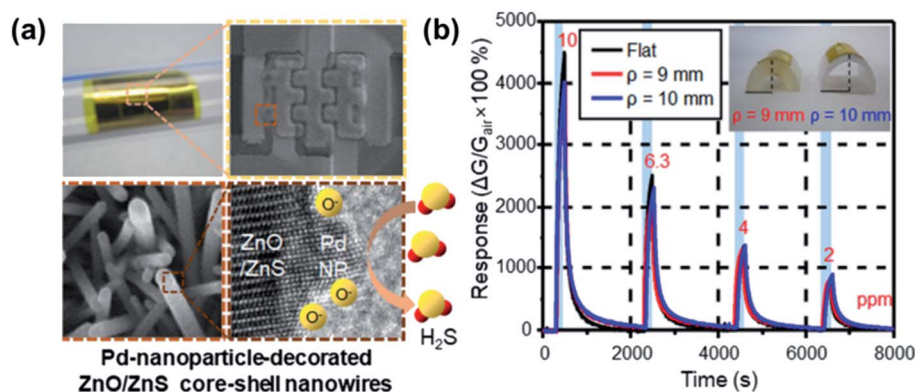 (a)
ZnO
/ZnS
Pd
NP
O-
O-
O-
H₂S
Pd-nanoparticle-decorated
ZnO/ZnS core-shell nanowires
(b)
Response (ΔG/Gair×100 %)
5000
4000
3000
2000
1000
0
10
6.3
4
2
ppm
Flat
ρ = 9 mm
ρ = 10 mm
ρ = 9 mm ρ = 10 mm
0 2000 4000 6000 8000
Time (s)